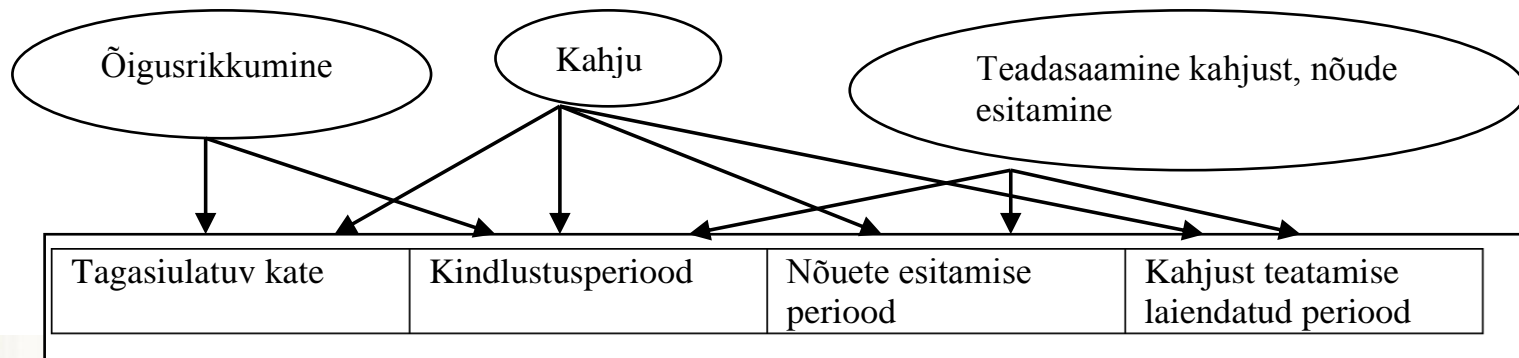 Õigusrikkumine
Kahju
Teadasaamine kahjust, nõude
esitamine
Tagasiulatuv kate
Kindlustusperiood
Nõuete esitamise
periood
Kahjust teatamise
laiendatud periood